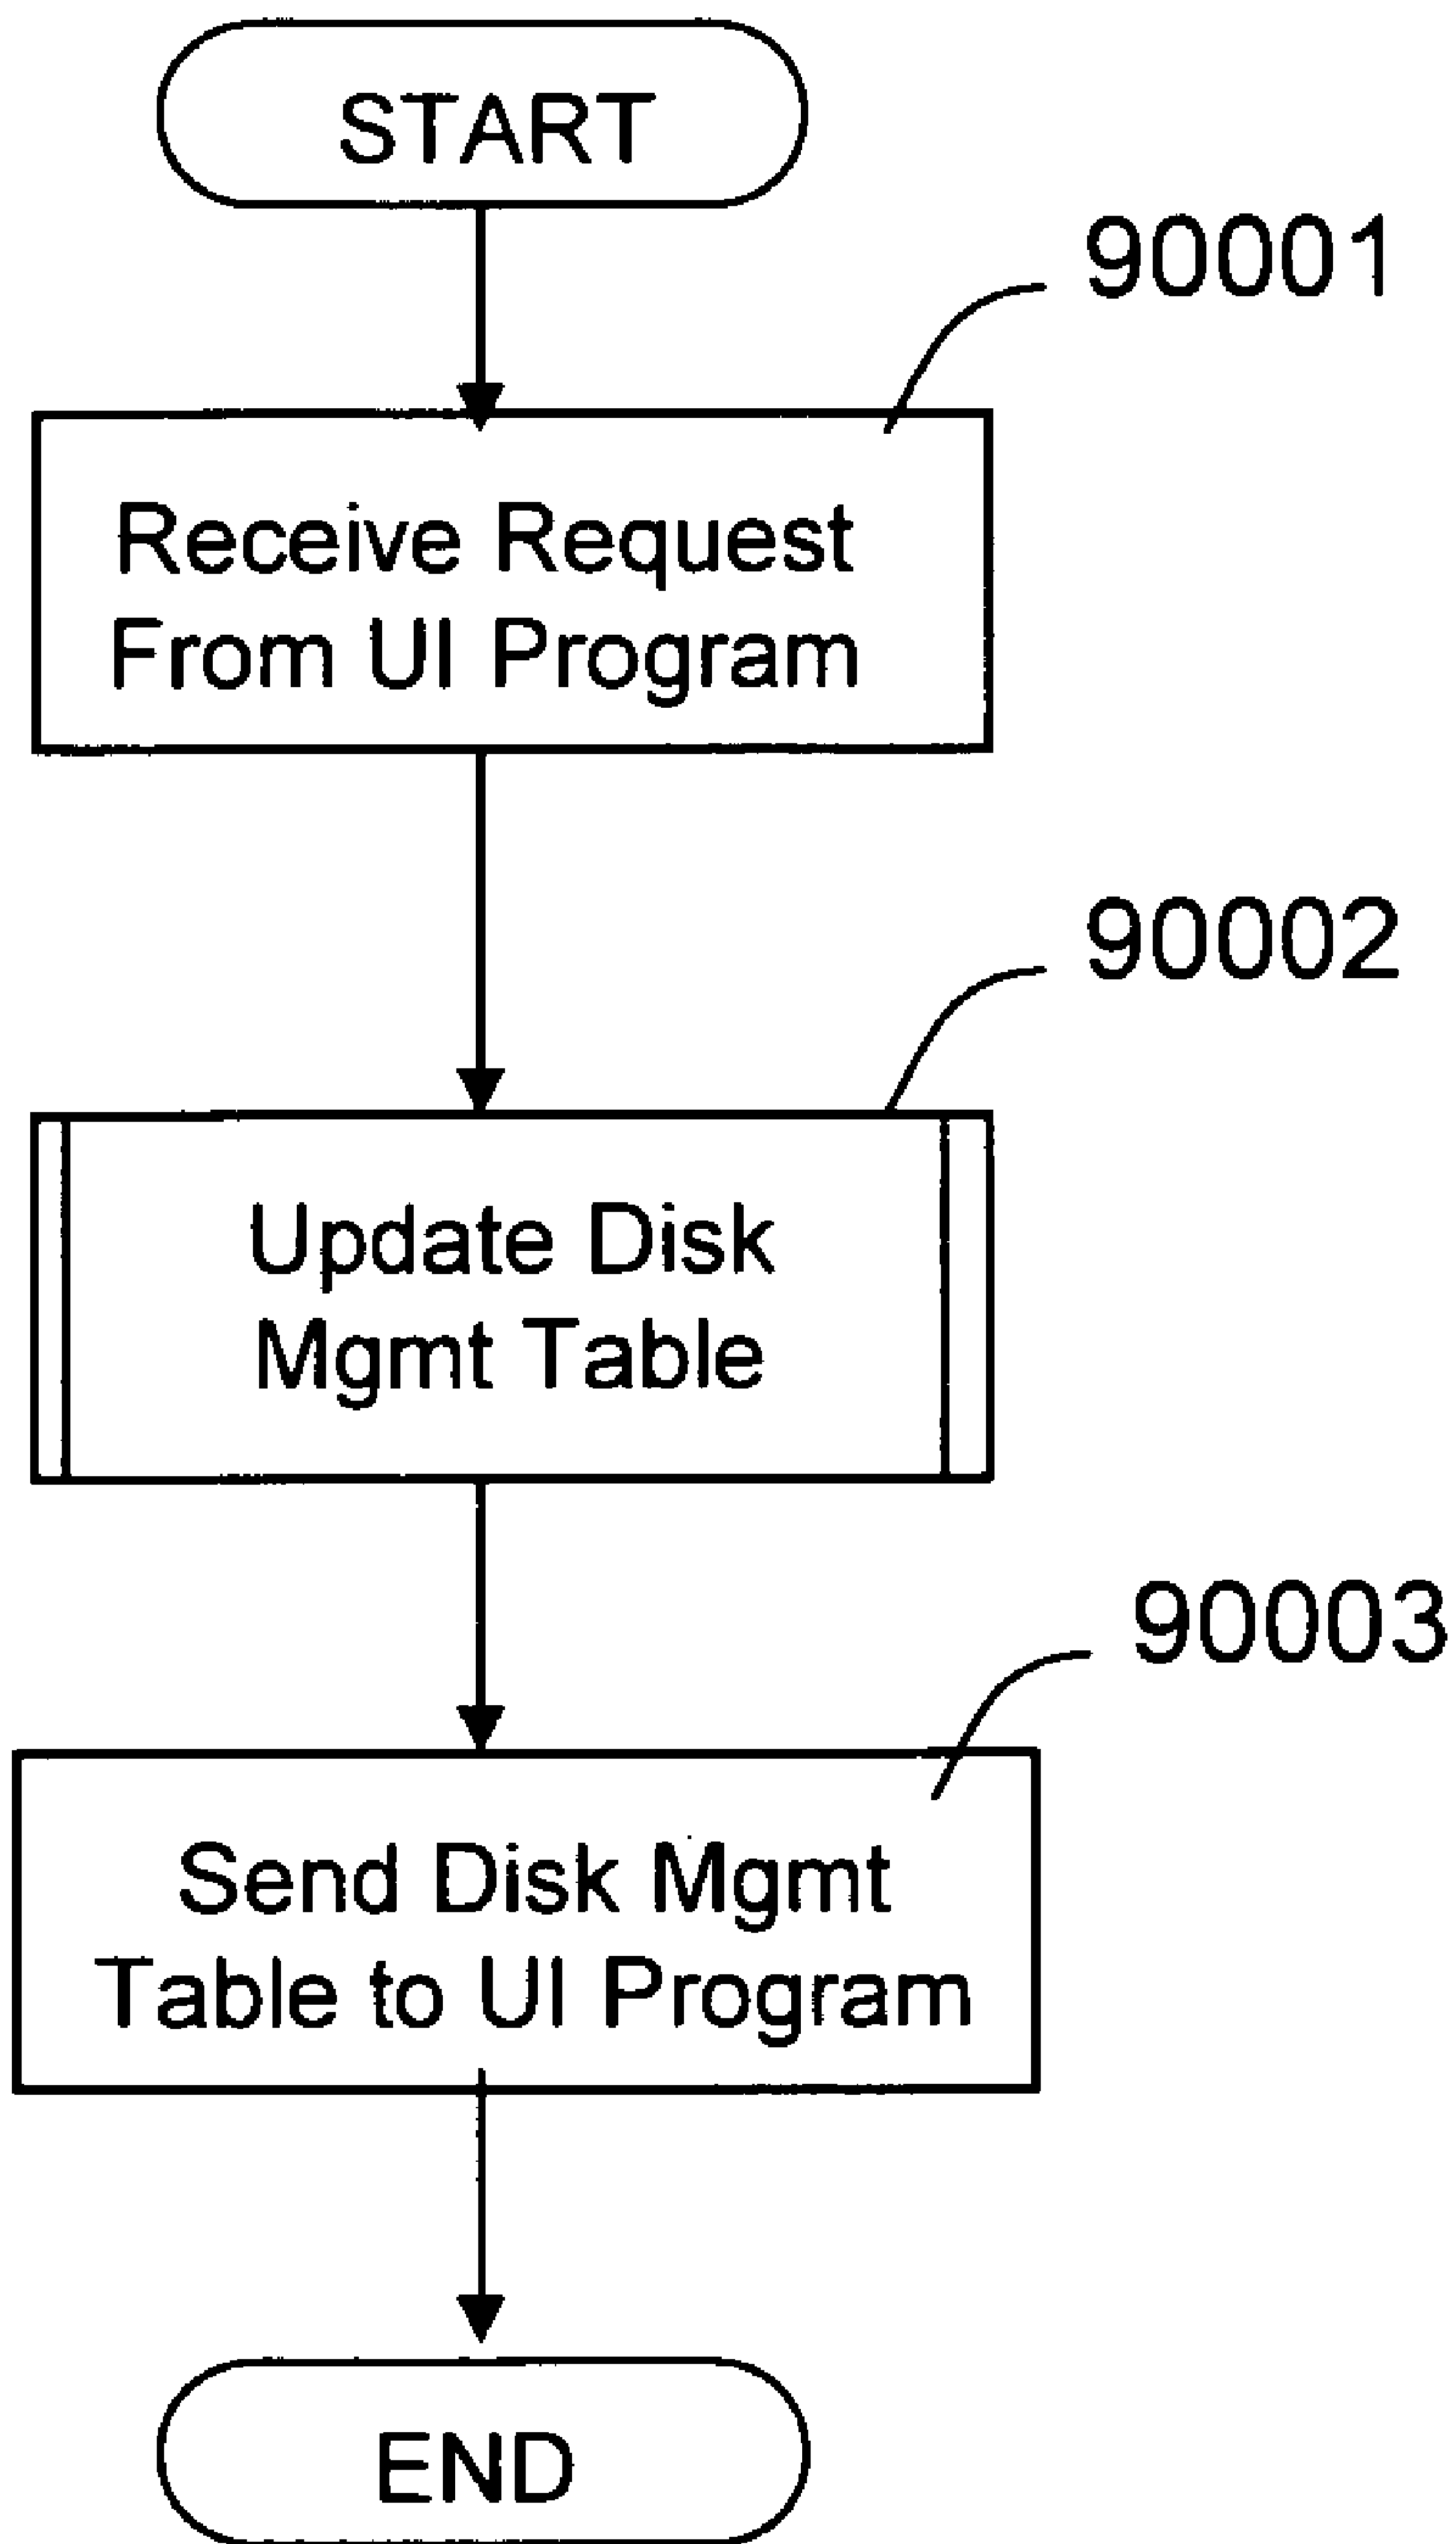 START
90001
Receive Request
From UI Program
90002
Update Disk
Mgmt Table
90003
Send Disk Mgmt
Table to UI Program
END